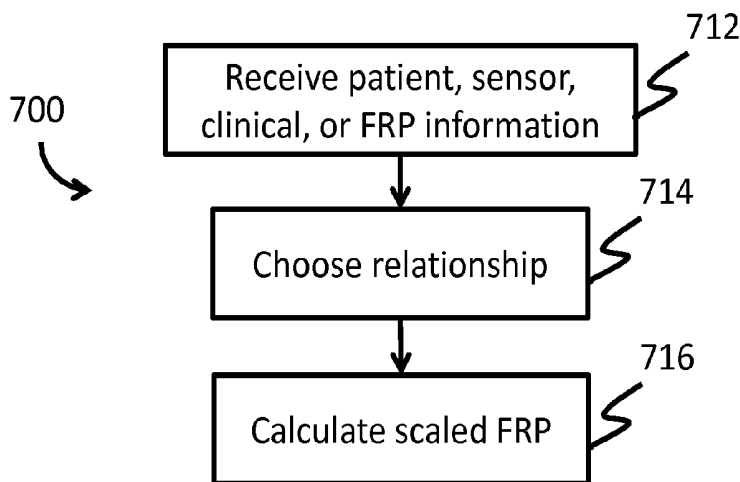 712
Receive patient, sensor,
clinical, or FRP information
700
714
Choose relationship
716
Calculate scaled FRP